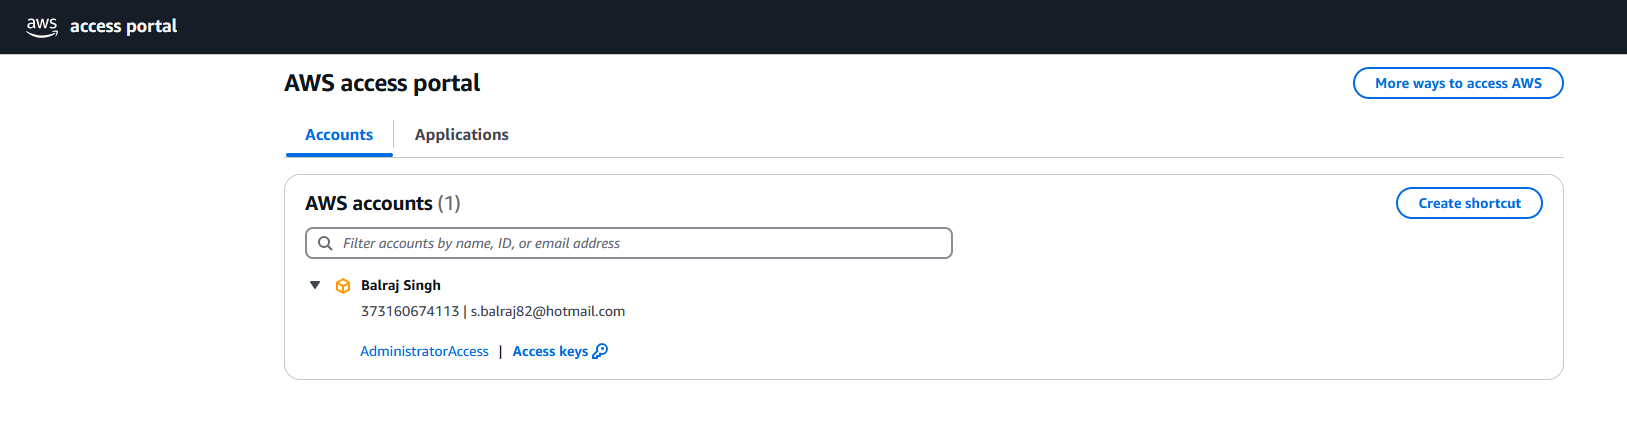 aws access portal
AWS access portal
More ways to access AWS
Accounts
Applications
AWS accounts (1)
Create shortcut
Filter accounts by name, ID, or email address
Balraj Singh
373160674113 | s.balraj82@hotmail.com
AdministratorAccess | Access keys